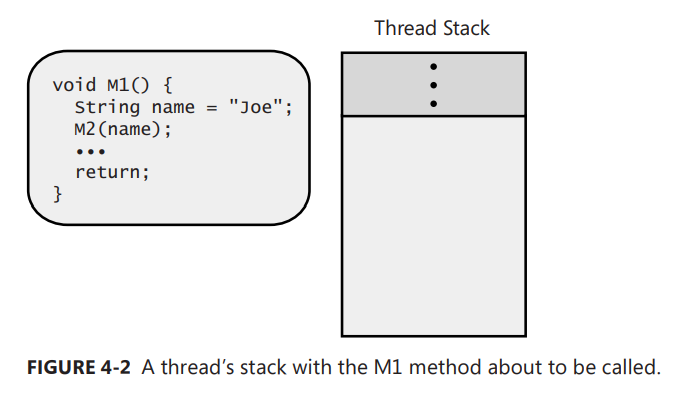 Thread Stack
void M1() {
  String name = "Joe";
  M2(name);
  •••
  return;
}
•
•
•
FIGURE 4-2 A thread’s stack with the M1 method about to be called.